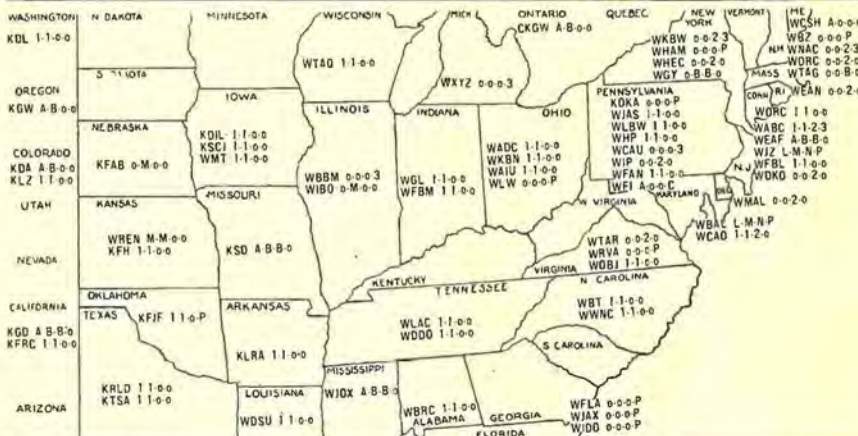 WASHINGTON
KOL 1-1-0-0
OREGON
KGW A-B-0-0
COLORADO
KOA A-B-0-0
KLZ 1-1-0-0
UTAH
NEVADA
CALIFORNIA
KGO A-B-B-0
KFRC 1-1-0-0
ARIZONA
N DAKOTA
NEBRASKA
KFAB 0-M-0-0
KANSAS
WREN M-M-0-0
KFH 1-1-0-0
OKLAHOMA
TEXAS
KFJF 1-1-0-P
KRLD 1-1-0-0
KTSA 1-1-0-0
MINNESOTA
IOWA
KOIL 1-1-0-0
KSCJ 1-1-0-0
WMT 1-1-0-0
MISSOURI
KSD A-B-B-0
ARKANSAS
KLRA 1-1-0-0
LOUISIANA
WDSU 1-1-0-0
WISCONSIN
WTAQ 1-1-0-0
ILLINOIS
WBBM 0-0-0-3
WIBO 0-M-0-0
MICH
WXYZ 0-0-0-3
INDIANA
WGL 1-1-0-0
WFBM 1-1-0-0
OHIO
WADC 1-1-0-0
WKBN 1-1-0-0
WAIU 1-1-0-0
WLW 0-0-0-P
KENTUCKY
TENNESSEE
WLAC 1-1-0-0
WDOD 1-1-0-0
MISSISSIPPI
WJDX A-B-B-0
WBRC 1-1-0-0
ALABAMA
GEORGIA
FLORIDA
WFLA 0-0-0-P
WJAX 0-0-0-P
WIOD 0-0-0-P
S CAROLINA
N CAROLINA
WBT 1-1-0-0
WWNC 1-1-0-0
VIRGINIA
WTAR 0-0-2-0
WRVA 0-0-0-P
WDBJ 1-1-0-0
W VIRGINIA
ONTARIO
CKGW A-B-0-0
QUEBEC
NEW YORK
WKBW 0-0-2-3
WHAM 0-0-0-P
WHEC 0-0-2-0
WGY 0-B-B-0
PENNSYLVANIA
KDKA 0-0-0-P
WJAS 1-1-0-0
WLBW 1-1-0-0
WHP 1-1-0-0
WCAU 0-0-0-3
WIP 0-0-2-0
WFAN 1-1-0-0
WFI A-0-0-C
MARYLAND
DEL
N J
WMAL 0-0-2-0
WBAL L-M-N-P
WCAO 1-1-2-0
VERMONT
ME
WCSH A-0-0-0
WBZ 0-0-0-P
N H
WNAC 0-0-2-3
WDRC 0-0-2-0
MASS
WTAG 0-0-B-0
CONN
R I
WEAN 0-0-2-0
WORC 1-1-0-0
WABC 1-1-2-3
WEAF A-B-B-0
WJZ L-M-N-P
WFBL 1-1-0-0
WOKO 0-0-2-0